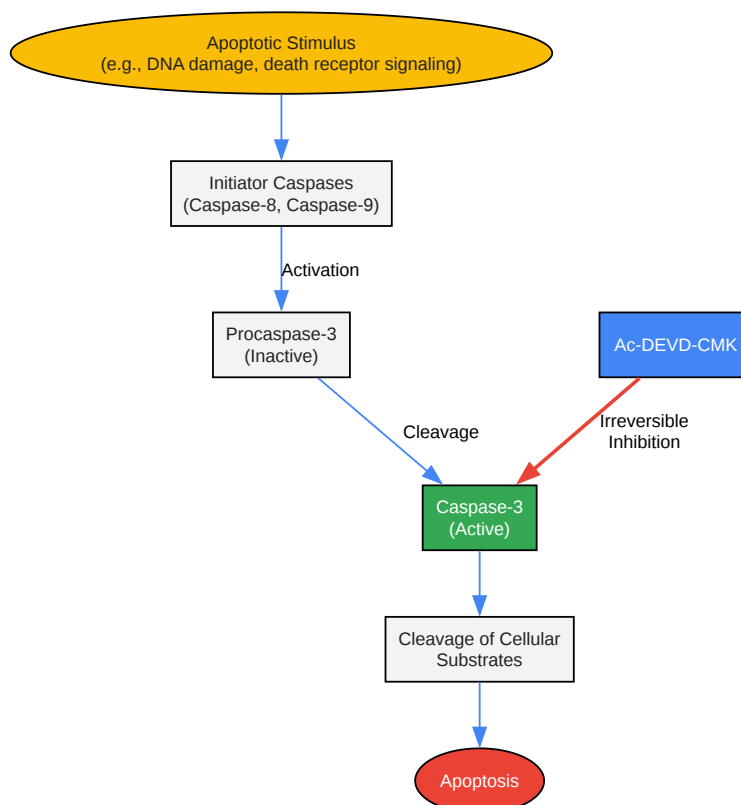 Apoptotic Stimulus
(e.g., DNA damage, death receptor signaling)
Initiator Caspases
(Caspase-8, Caspase-9)
Activation
Procaspase-3
(Inactive)
Ac-DEVD-CMK
Cleavage
Irreversible
Inhibition
Caspase-3
(Active)
Cleavage of Cellular
Substrates
Apoptosis